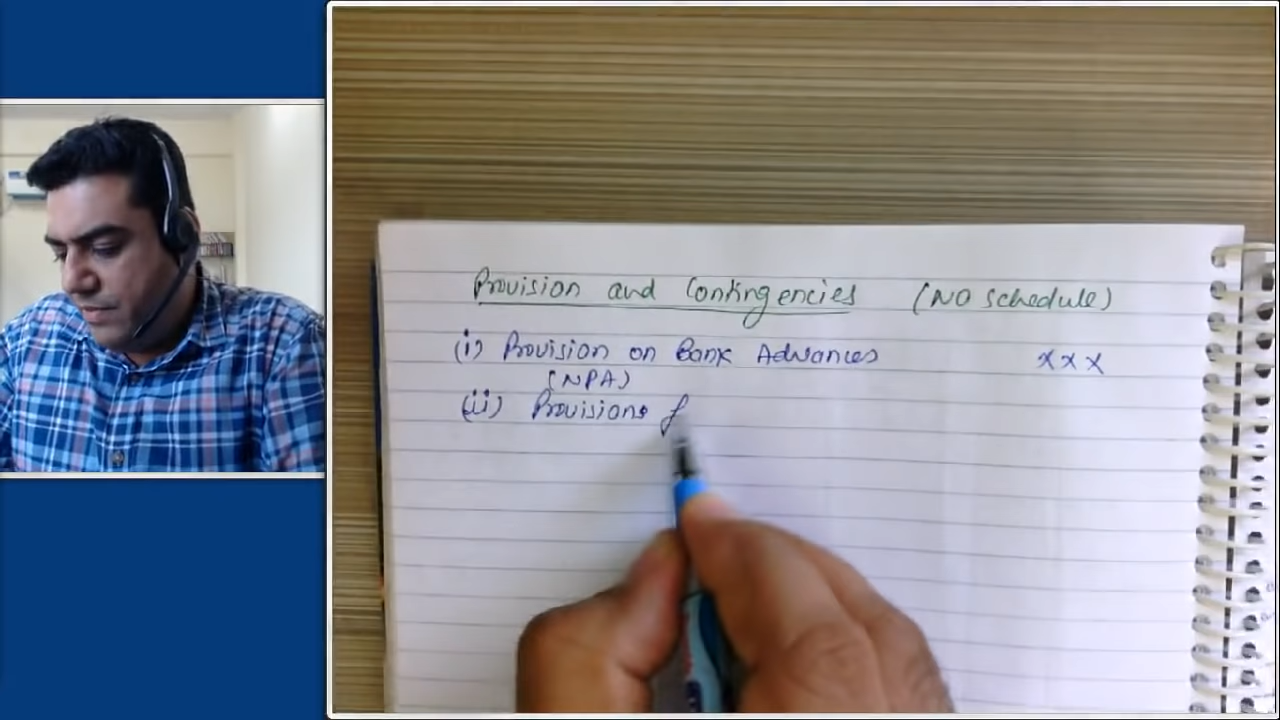 Provision and Contingencies (NO schedule)
(i) Provision on Bank Advances xxx
(NPA)
(ii) Provisions f